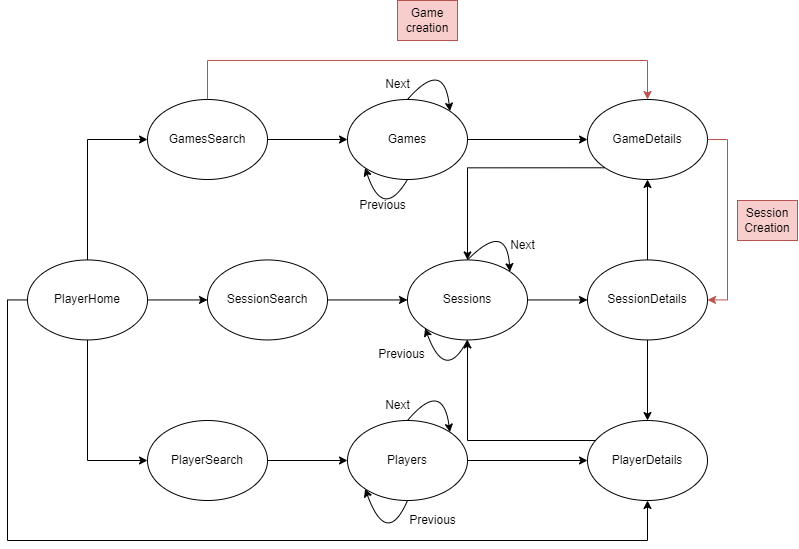 Game
creation
Next
GamesSearch
Games
GameDetails
Previous
Session
Creation
Next
PlayerHome
SessionSearch
Sessions
SessionDetails
Previous
Next
PlayerSearch
Players
PlayerDetails
Previous